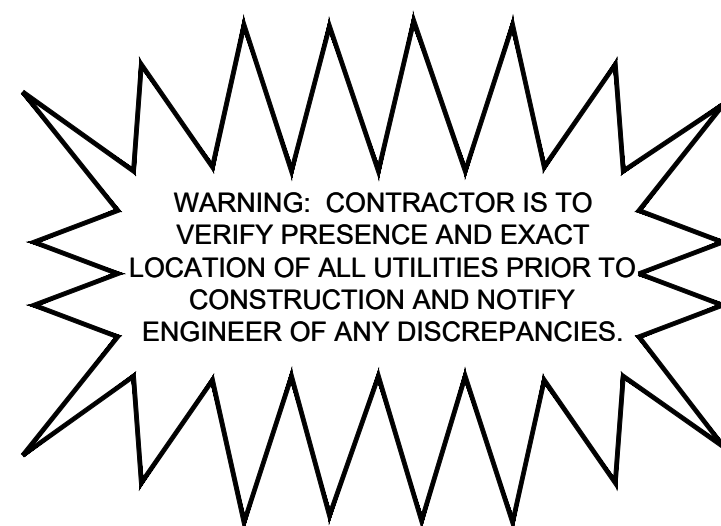 WARNING:  CONTRACTOR IS TO
VERIFY PRESENCE AND EXACT
LOCATION OF ALL UTILITIES PRIOR TO
CONSTRUCTION AND NOTIFY
ENGINEER OF ANY DISCREPANCIES.